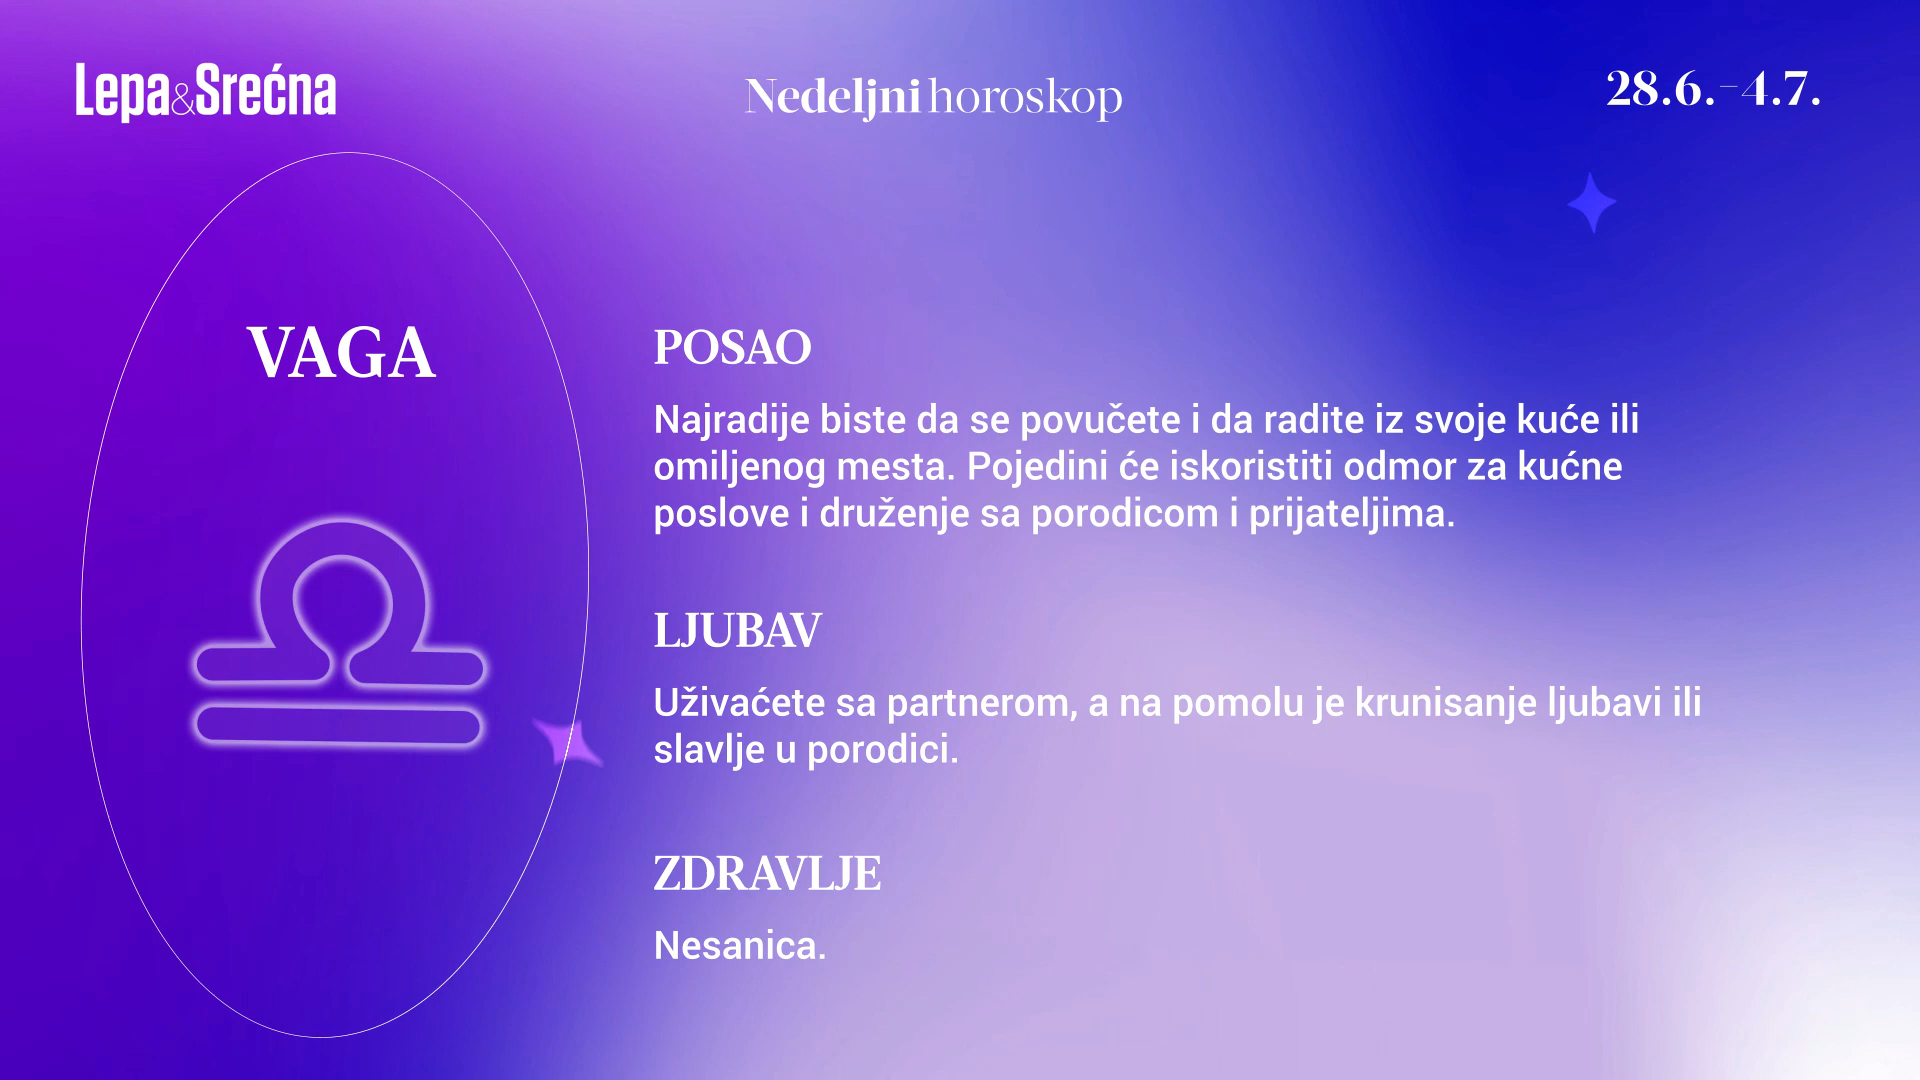 Lepa&Srećna
Nedeljni horoskop
28.6.–4.7.
VAGA
POSAO
Najradije biste da se povučete i da radite iz svoje kuće ili
omiljenog mesta. Pojedini će iskoristiti odmor za kućne
poslove i druženje sa porodicom i prijateljima.
LJUBAV
Uživaćete sa partnerom, a na pomolu je krunisanje ljubavi ili
slavlje u porodici.
ZDRAVLJE
Nesanica.